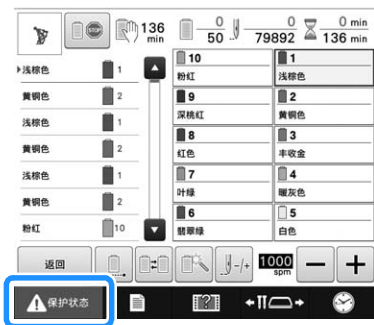 STOP 136 min 0 50 0 79892 0 min 136 min
浅棕色 1
黄铜色 2
浅棕色 1
黄铜色 2
浅棕色 1
黄铜色 2
粉红 10
10 粉红
1 浅棕色
9 深桃红
2 黄铜色
8 红色
3 丰收金
7 叶绿
4 暖灰色
6 翡翠绿
5 白色
返回 -/+ 1000 spm − +
保护状态 ?